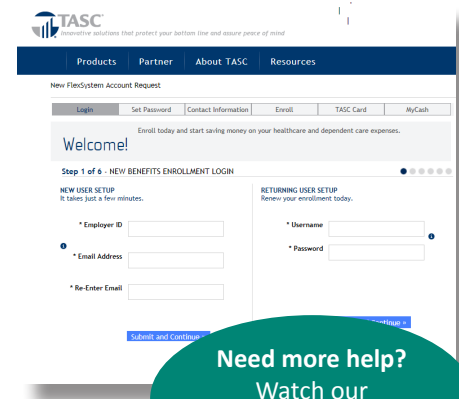 TASC
Innovative solutions that protect your bottom line and assure peace of mind
Products Partner About TASC Resources
New FlexSystem Account Request
Login Set Password Contact Information Enroll TASC Card MyCash
Enroll today and start saving money on your healthcare and dependent care expenses.
Welcome!
Step 1 of 6 - NEW BENEFITS ENROLLMENT LOGIN
NEW USER SETUP
It takes just a few minutes.
* Employer ID
* Email Address
* Re-Enter Email
Submit and Continue »
RETURNING USER SETUP
Renew your enrollment today.
* Username
* Password
Need more help?
Watch our